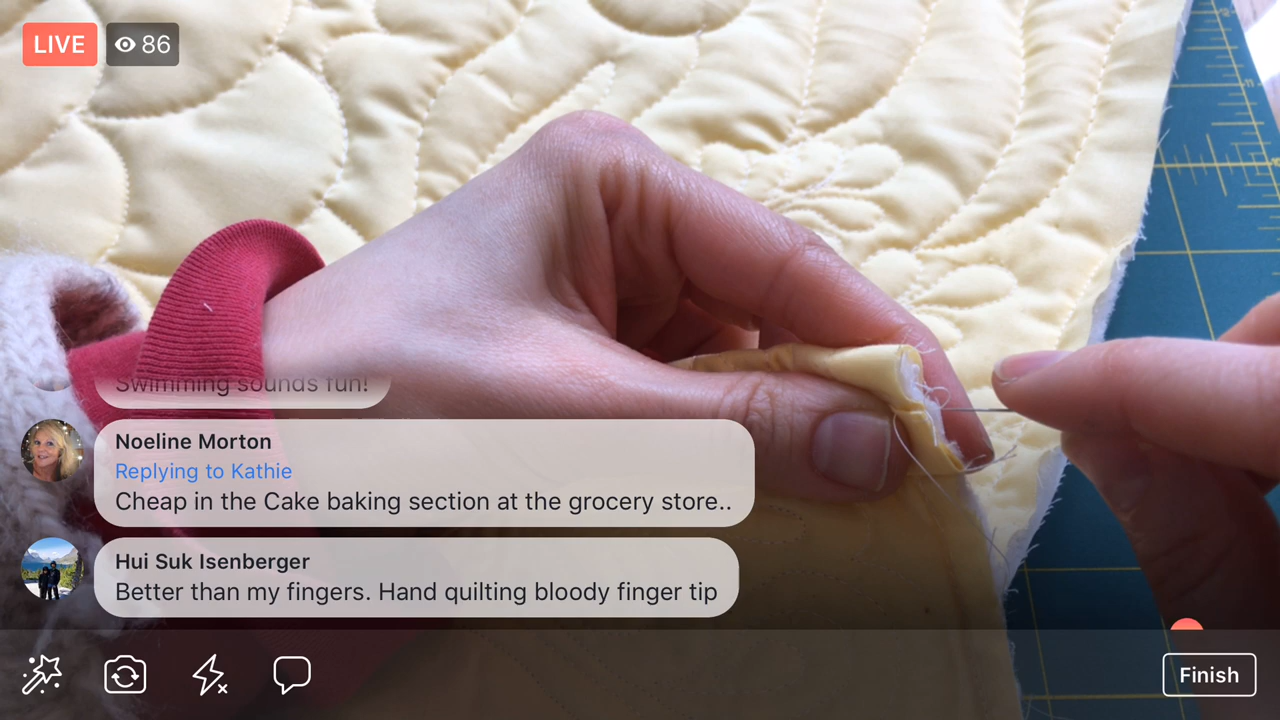 LIVE
86
Swimming sounds fun!
Noeline Morton
Replying to Kathie
Cheap in the Cake baking section at the grocery store..
Hui Suk Isenberger
Better than my fingers. Hand quilting bloody finger tip
Finish